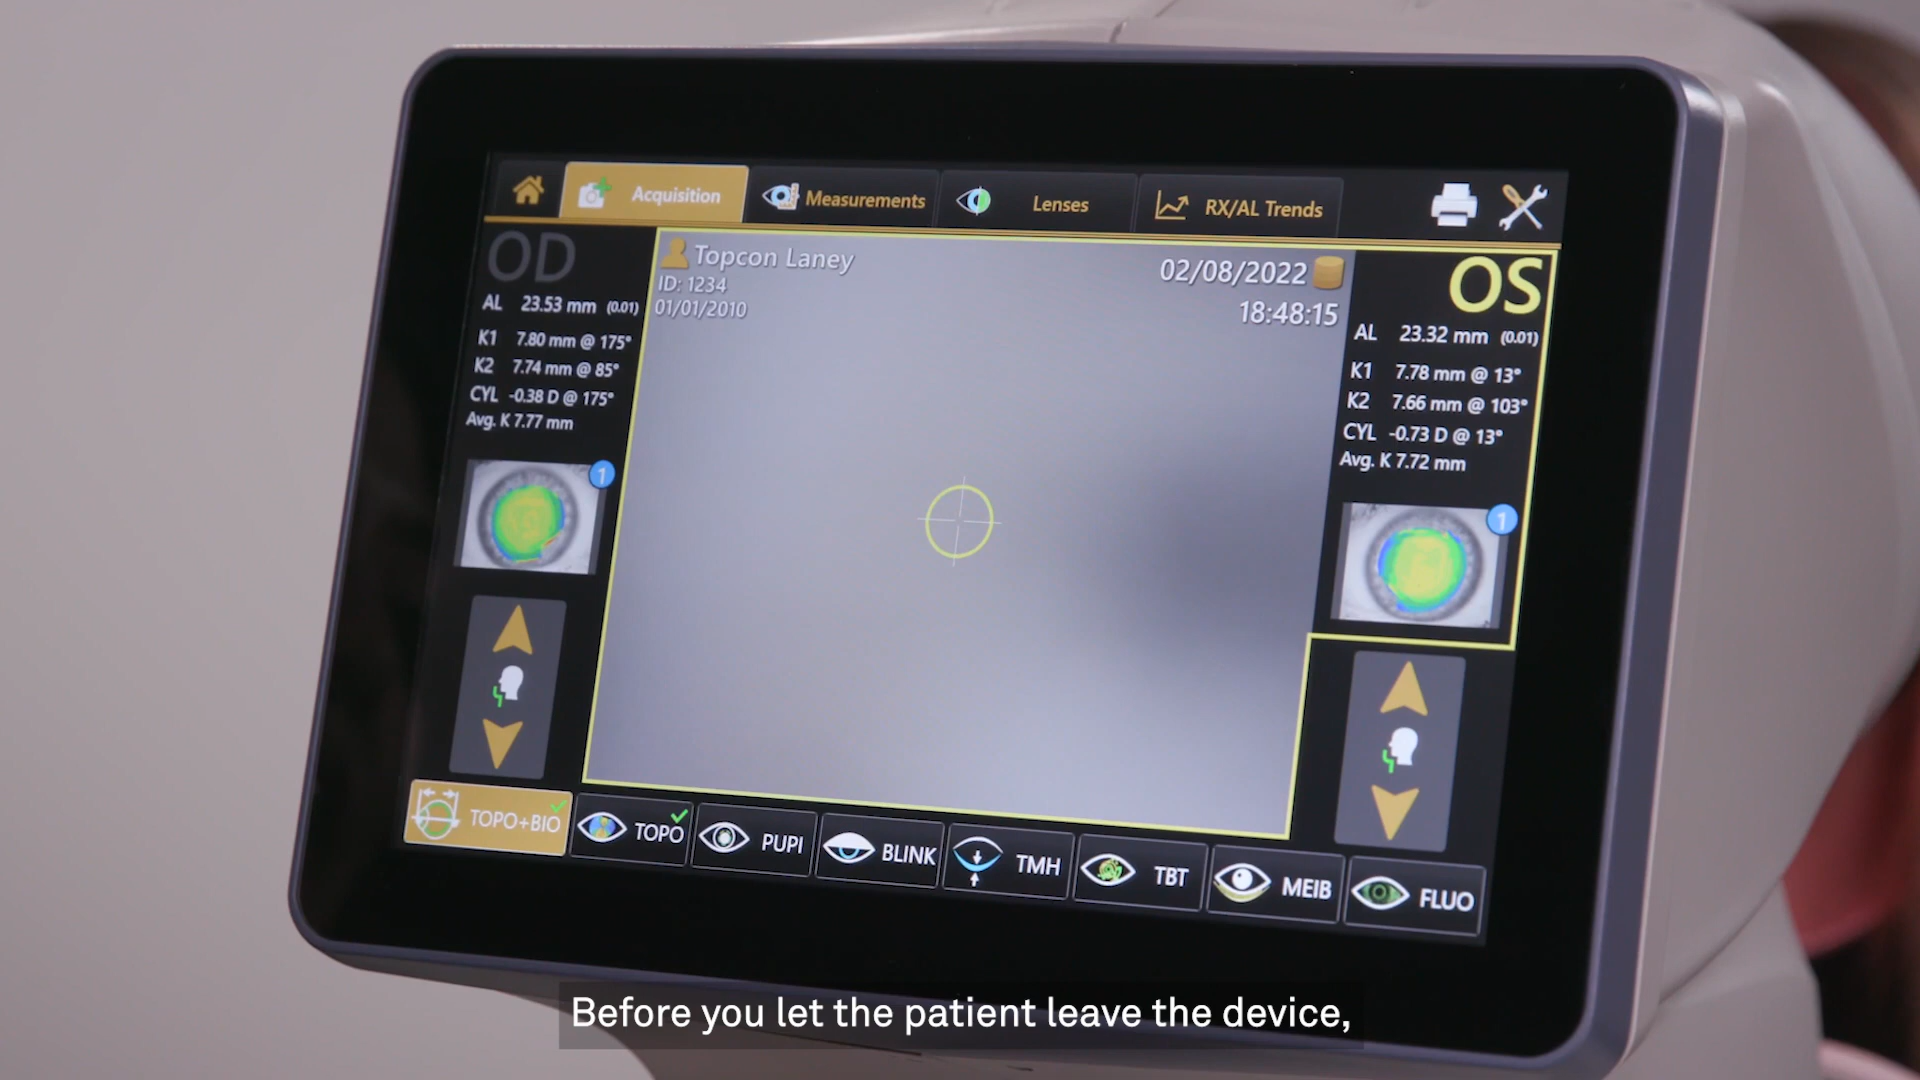 Acquisition
Measurements
Lenses
RX/AL Trends
OD
AL 23.53 mm (0.01)
K1 7.80 mm @ 175°
K2 7.74 mm @ 85°
CYL -0.38 D @ 175°
Avg. K 7.77 mm
1
Topcon Laney
ID: 1234
01/01/2010
02/08/2022
18:48:15
OS
AL 23.32 mm (0.01)
K1 7.78 mm @ 13°
K2 7.66 mm @ 103°
CYL -0.73 D @ 13°
Avg. K 7.72 mm
1
TOPO+BIO
TOPO
PUPI
BLINK
TMH
TBT
MEIB
FLUO
Before you let the patient leave the device,